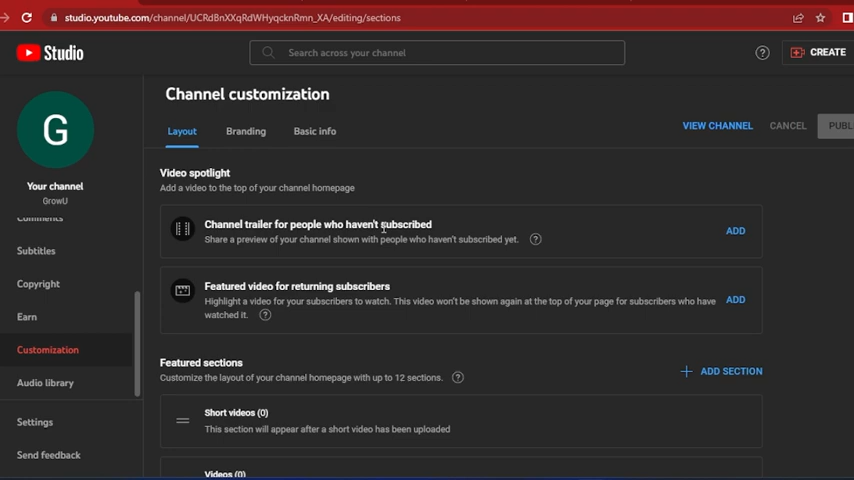 studio.youtube.com/channel/UCRdBnXXqRdWHyqcknRmn_XA/editing/sections
Studio
Search across your channel
CREATE
G
Your channel
GrowU
Comments
Subtitles
Copyright
Earn
Customization
Audio library
Settings
Send feedback
Channel customization
Layout Branding Basic info
VIEW CHANNEL CANCEL PUBL
Video spotlight
Add a video to the top of your channel homepage
Channel trailer for people who haven't subscribed
Share a preview of your channel shown with people who haven't subscribed yet.
ADD
Featured video for returning subscribers
Highlight a video for your subscribers to watch. This video won't be shown again at the top of your page for subscribers who have
watched it.
ADD
Featured sections
Customize the layout of your channel homepage with up to 12 sections.
ADD SECTION
Short videos (0)
This section will appear after a short video has been uploaded
Videos (0)